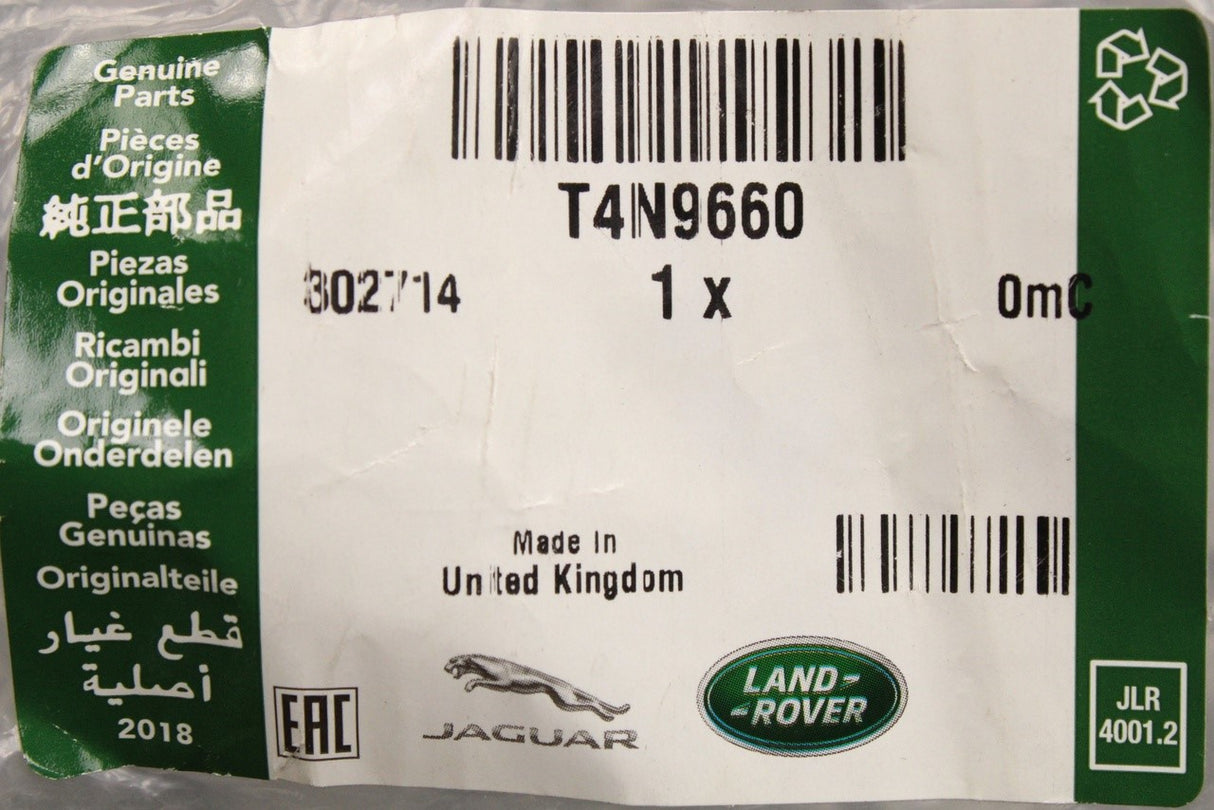 Genuine
Parts
Pièces
d'Origine
純正部品
Piezas
Originales
Ricambi
Originali
Originele
Onderdelen
Peças
Genuinas
Originalteile
قطع غيار
أصلية
2018
T4N9660
302714
1 x
0mC
Made In
United Kingdom
EAC
JAGUAR
LAND-
-ROVER
JLR
4001.2